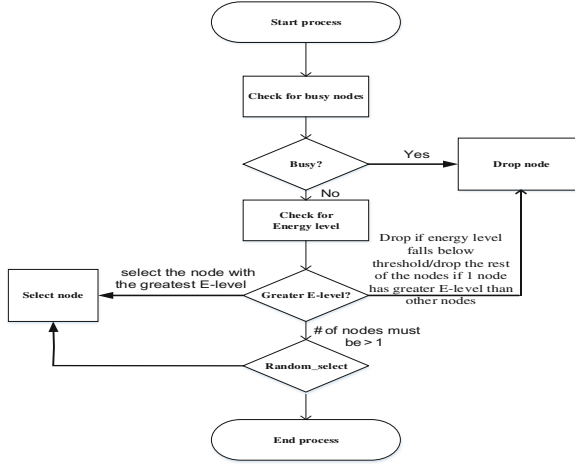 Start process
Check for busy nodes
Busy?
Yes
Drop node
No
Check for
Energy level
Drop if energy level
falls below
threshold/drop the rest
of the nodes if 1 node
has greater E-level than
other nodes
select the node with
the greatest E-level
Select node
Greater E-level?
# of nodes must
be > 1
Random_select
End process